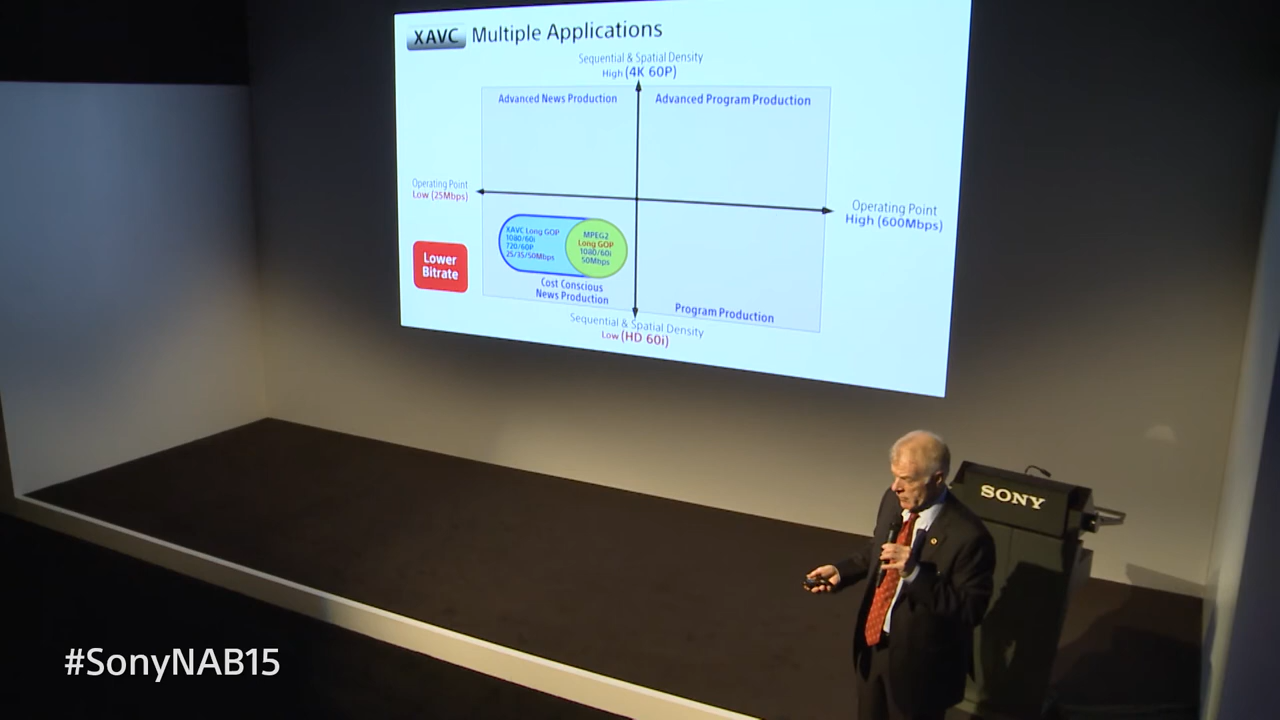 XAVC Multiple Applications
Sequential & Spatial Density
High (4K 60P)
Advanced News Production
Advanced Program Production
Operating Point
Low (25Mbps)
Operating Point
High (600Mbps)
XAVC Long GOP
1080/60i
720/60P
25/35/50Mbps
MPEG2
Long GOP
1080/60i
50Mbps
Lower
Bitrate
Cost Conscious
News Production
Program Production
Sequential & Spatial Density
Low (HD 60i)
SONY
#SonyNAB15